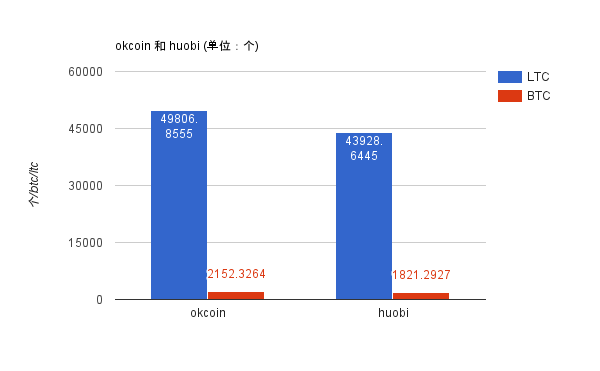 okcoin 和 huobi (单位：个)
60000
45000
30000
15000
0
个/btc/ltc
49806.
8555
2152.3264
43928.
6445
1821.2927
okcoin
huobi
LTC
BTC